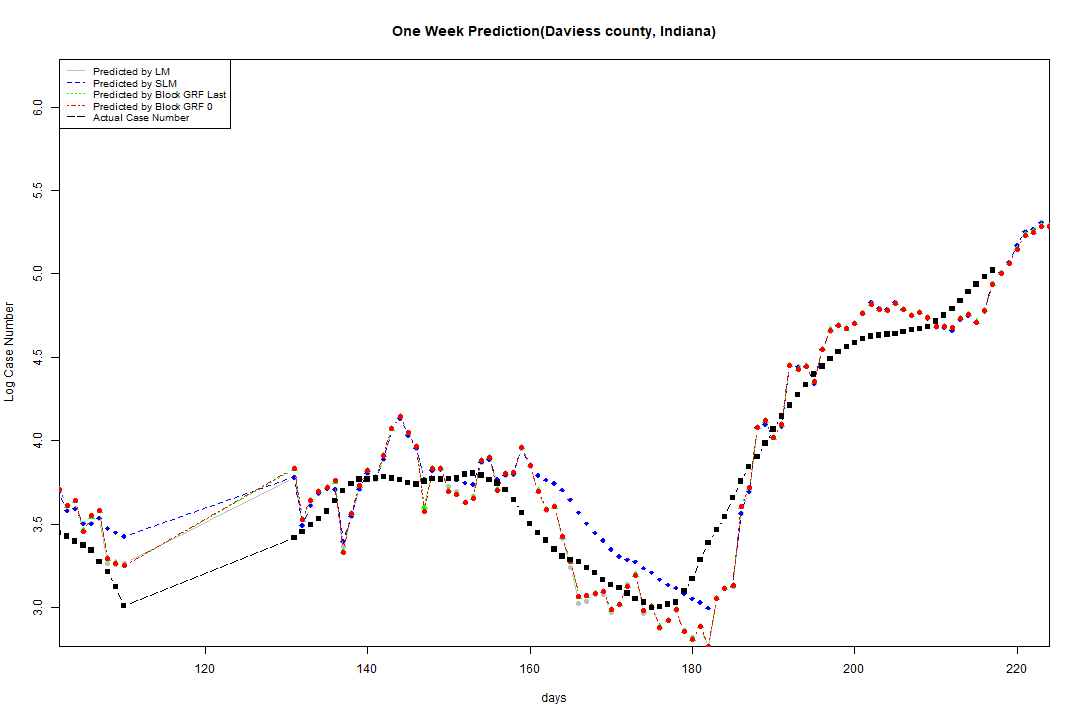 One Week Prediction(Daviess county, Indiana)
Predicted by LM
Predicted by SLM
Predicted by Block GRF Last
Predicted by Block GRF 0
Actual Case Number
6.0
5.5
5.0
4.5
4.0
3.5
3.0
Log Case Number
120 140 160 180 200 220
days